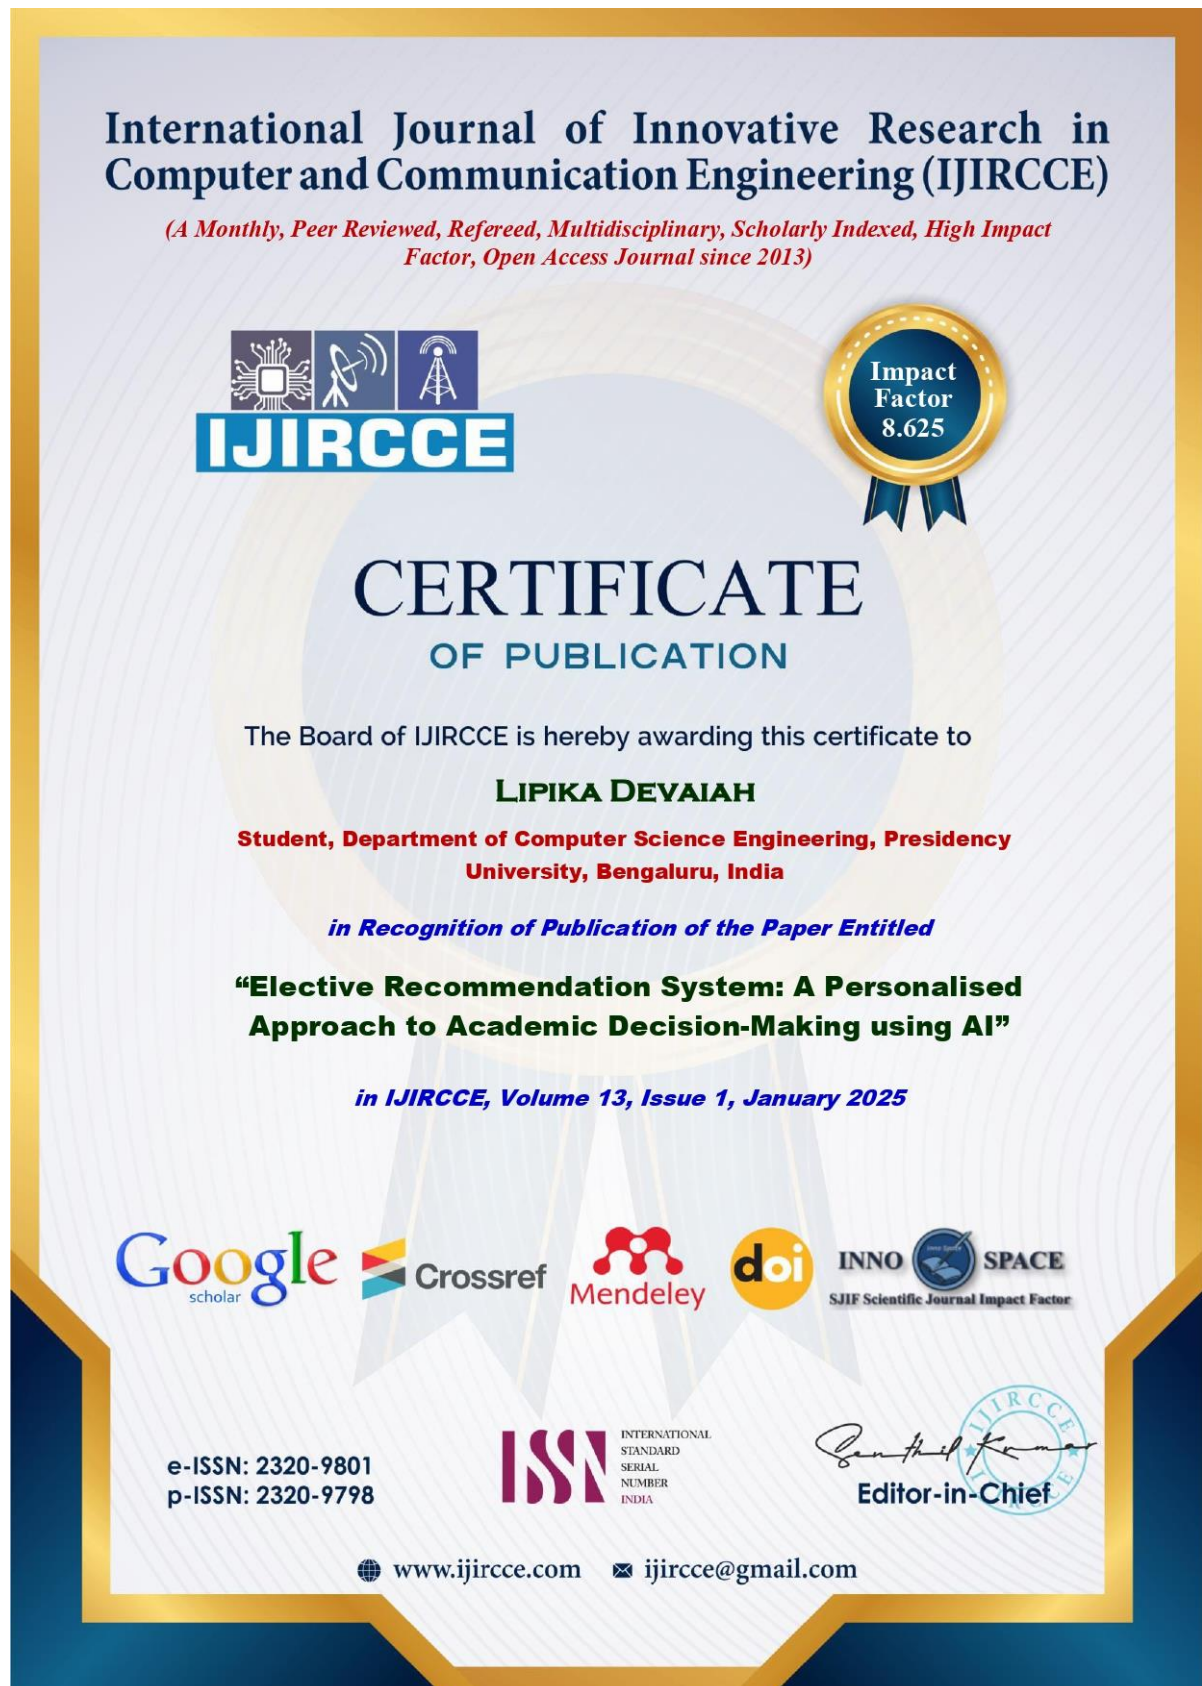 International Journal of Innovative Research in
Computer and Communication Engineering (IJIRCCE)
(A Monthly, Peer Reviewed, Refereed, Multidisciplinary, Scholarly Indexed, High Impact
Factor, Open Access Journal since 2013)
IJIRCCE
Impact
Factor
8.625
CERTIFICATE
OF PUBLICATION
The Board of IJIRCCE is hereby awarding this certificate to
LIPIKA DEVAIAH
Student, Department of Computer Science Engineering, Presidency
University, Bengaluru, India
in Recognition of Publication of the Paper Entitled
“Elective Recommendation System: A Personalised
Approach to Academic Decision-Making using AI”
in IJIRCCE, Volume 13, Issue 1, January 2025
Google
scholar
Crossref
Mendeley
doi
INNO SPACE
SJIF Scientific Journal Impact Factor
e-ISSN: 2320-9801
p-ISSN: 2320-9798
ISSN
INTERNATIONAL
STANDARD
SERIAL
NUMBER
INDIA
IJIRCCE
Senthil Kumar
Editor-in-Chief
IJIRCCE
www.ijircce.com ijircce@gmail.com